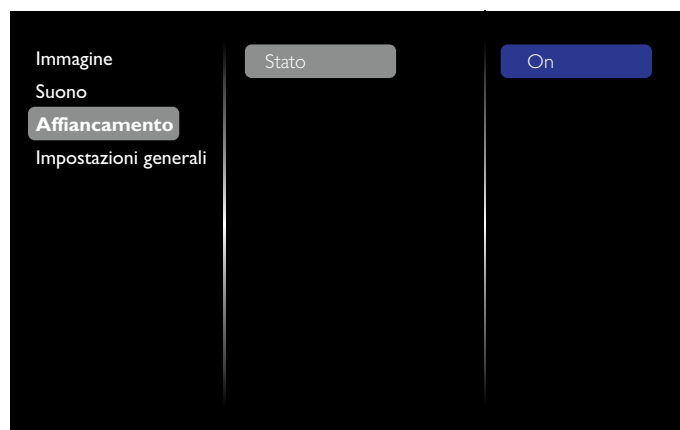 Immagine
Stato
On
Suono
Affiancamento
Impostazioni generali